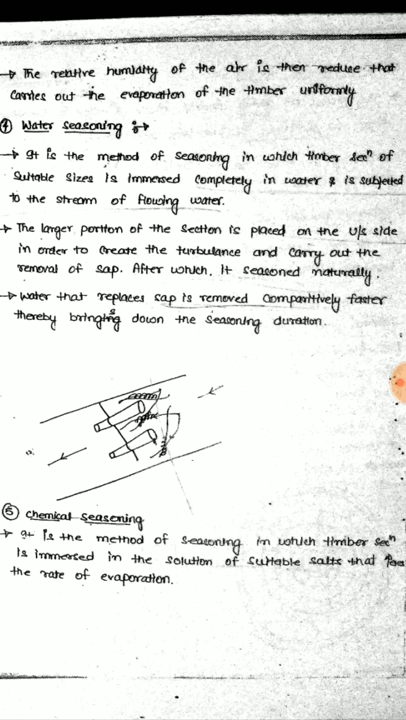 → The relative humidity of the air is then reduce that
carries out the evaporation of the timber uniformly
④ Water seasoning :→
→ It is the method of seasoning in which timber secⁿ of
suitable sizes is immersed completely in water & is subjected
to the stream of flowing water.
→ The larger portion of the section is placed on the u/s side
in order to create the turbulance and carry out the
removal of sap. After which, it seasoned naturally.
→ Water that replaces sap is removed comparitively faster
thereby bringing down the seasoning duration.
⑤ Chemical seasoning
→ It is the method of seasoning in which timber secⁿ
is immersed in the solution of suitable salts that
the rate of evaporation.